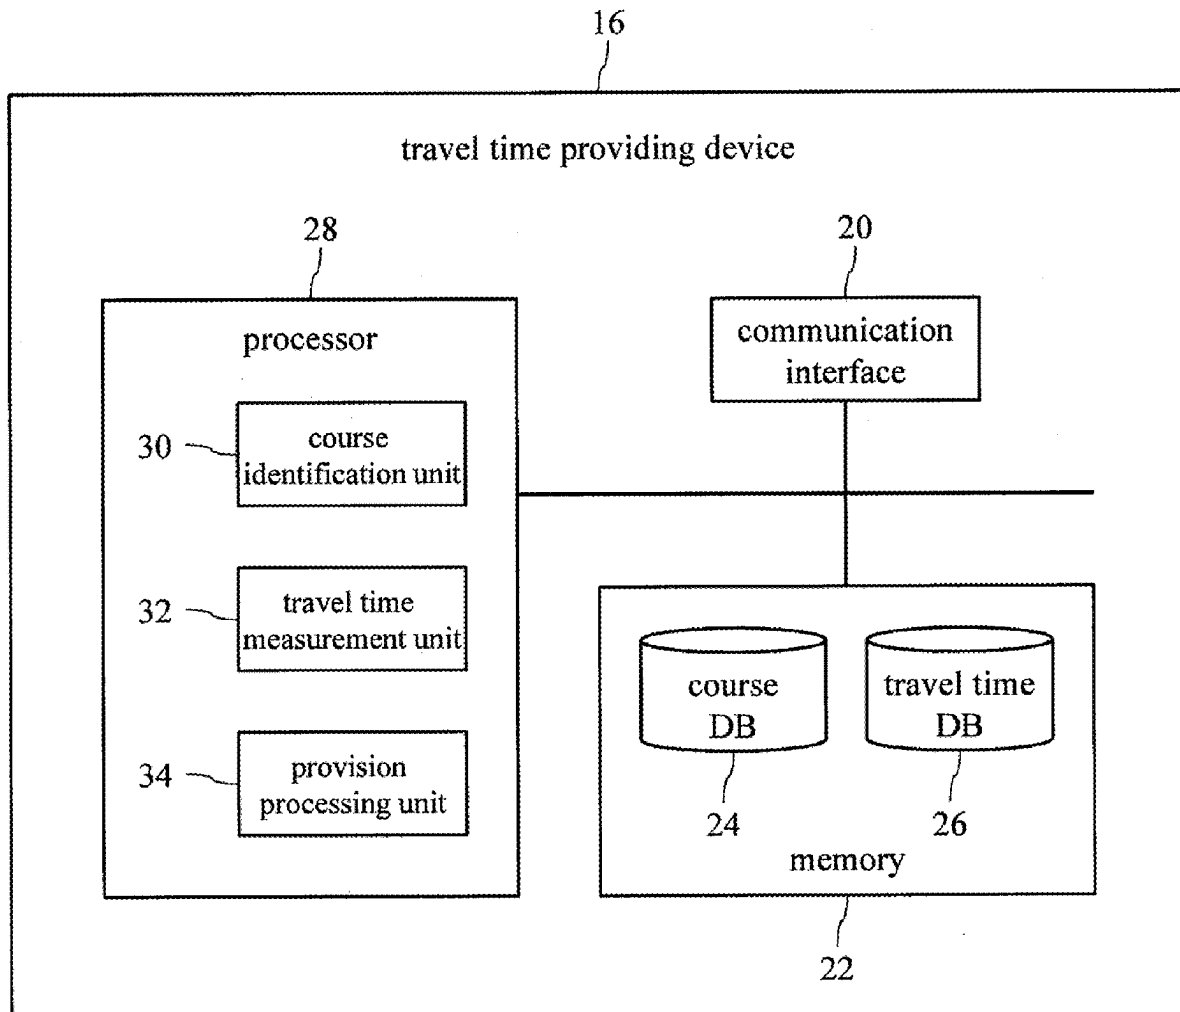 16
travel time providing device
28
20
processor
communication
interface
30
course
identification unit
32
travel time
measurement unit
34
provision
processing unit
course
DB
travel time
DB
24
26
memory
22